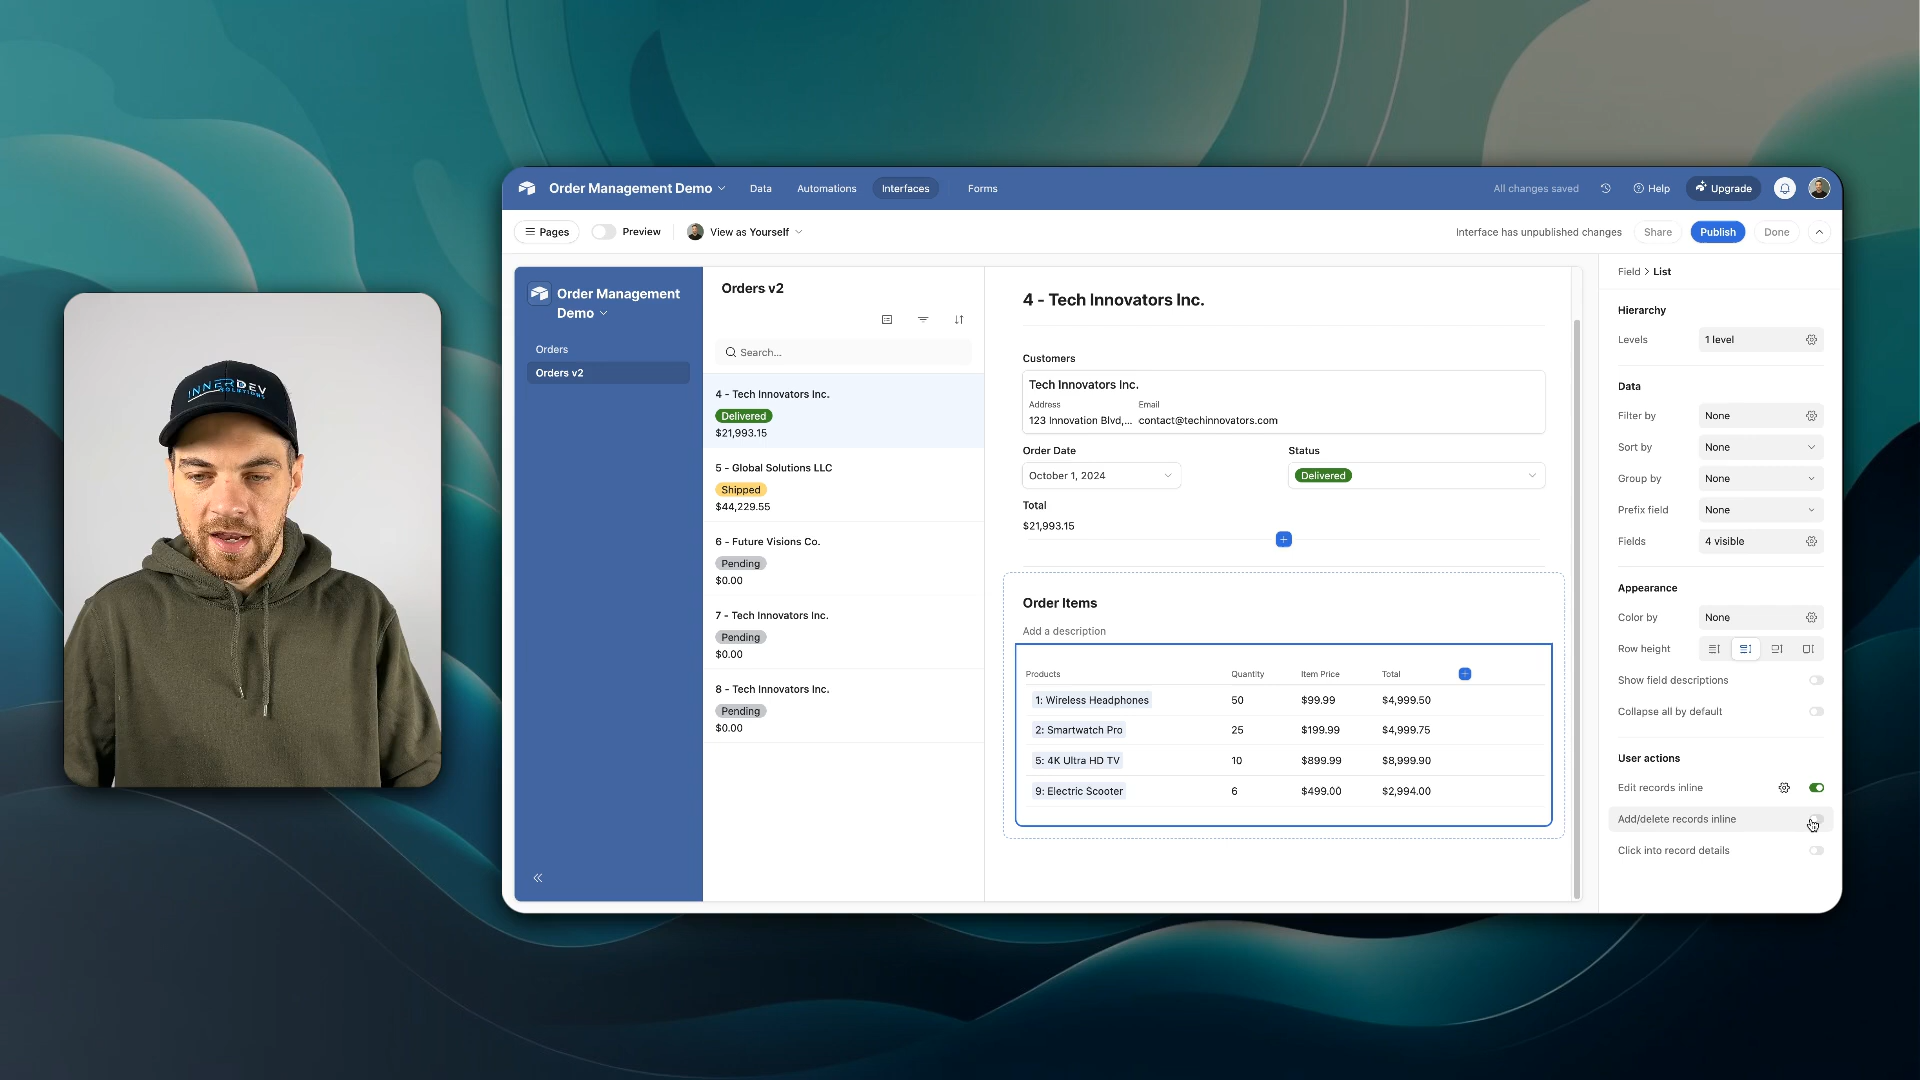 INNERDEV
SOLUTIONS
Order Management Demo
Data
Automations
Interfaces
Forms
All changes saved
Help
Upgrade
Pages
Preview
View as Yourself
Interface has unpublished changes
Share
Publish
Done
Order Management
Demo
Orders
Orders v2
Orders v2
Search...
4 - Tech Innovators Inc.
Delivered
$21,993.15
5 - Global Solutions LLC
Shipped
$44,229.55
6 - Future Visions Co.
Pending
$0.00
7 - Tech Innovators Inc.
Pending
$0.00
8 - Tech Innovators Inc.
Pending
$0.00
4 - Tech Innovators Inc.
Customers
Tech Innovators Inc.
Address Email
123 Innovation Blvd,... contact@techinnovators.com
Order Date Status
October 1, 2024 Delivered
Total
$21,993.15
Order Items
Add a description
Products Quantity Item Price Total
1: Wireless Headphones 50 $99.99 $4,999.50
2: Smartwatch Pro 25 $199.99 $4,999.75
5: 4K Ultra HD TV 10 $899.99 $8,999.90
9: Electric Scooter 6 $499.00 $2,994.00
Field > List
Hierarchy
Levels 1 level
Data
Filter by None
Sort by None
Group by None
Prefix field None
Fields 4 visible
Appearance
Color by None
Row height
Show field descriptions
Collapse all by default
User actions
Edit records inline
Add/delete records inline
Click into record details